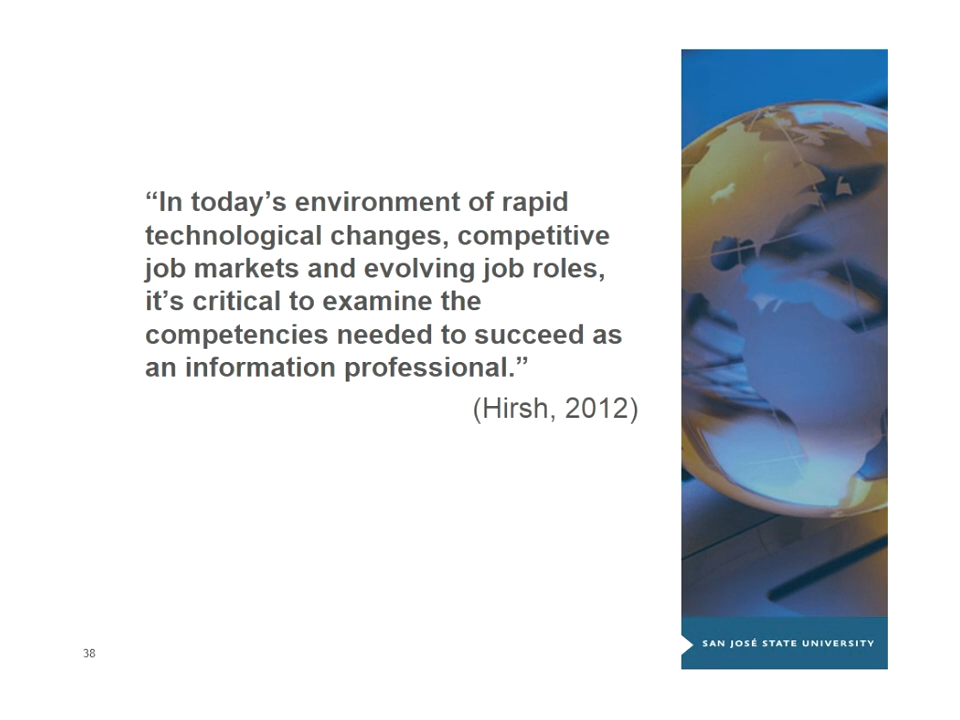 “In today’s environment of rapid
technological changes, competitive
job markets and evolving job roles,
it’s critical to examine the
competencies needed to succeed as
an information professional.”
(Hirsh, 2012)
SAN JOSÉ STATE UNIVERSITY
38